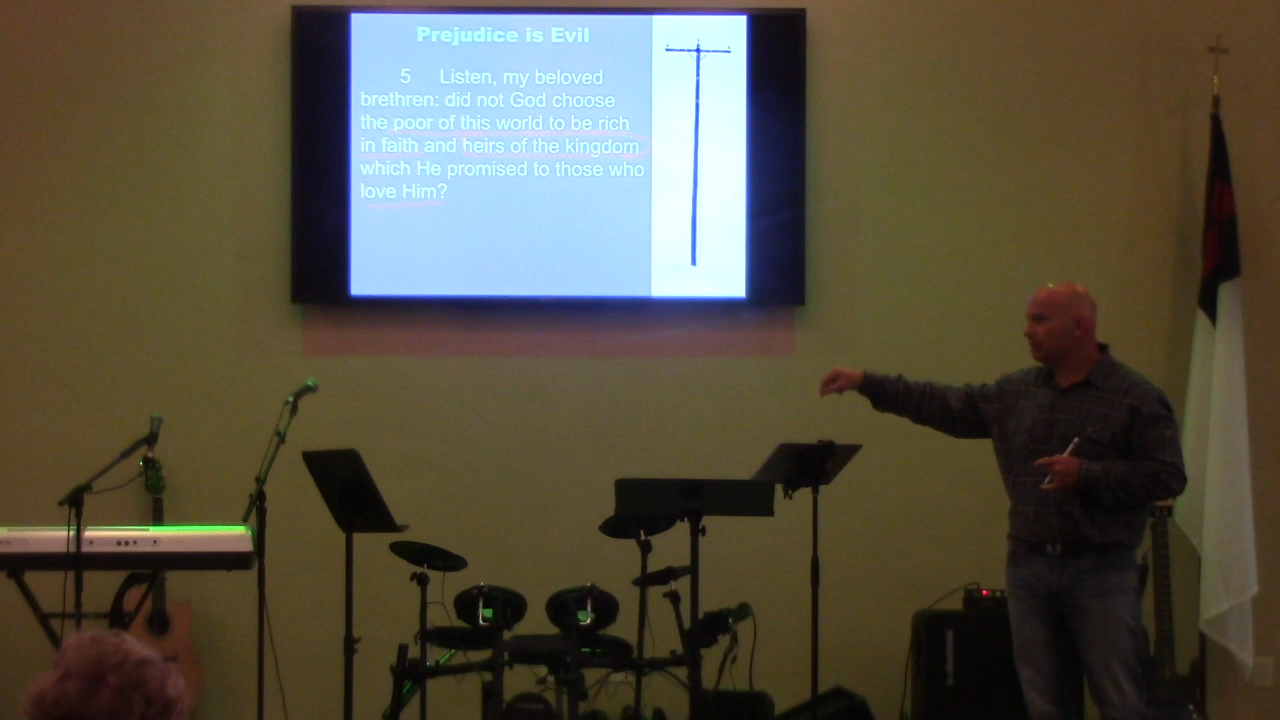 Prejudice is Evil
5 Listen, my beloved
brethren: did not God choose
the poor of this world to be rich
in faith and heirs of the kingdom
which He promised to those who
love Him?